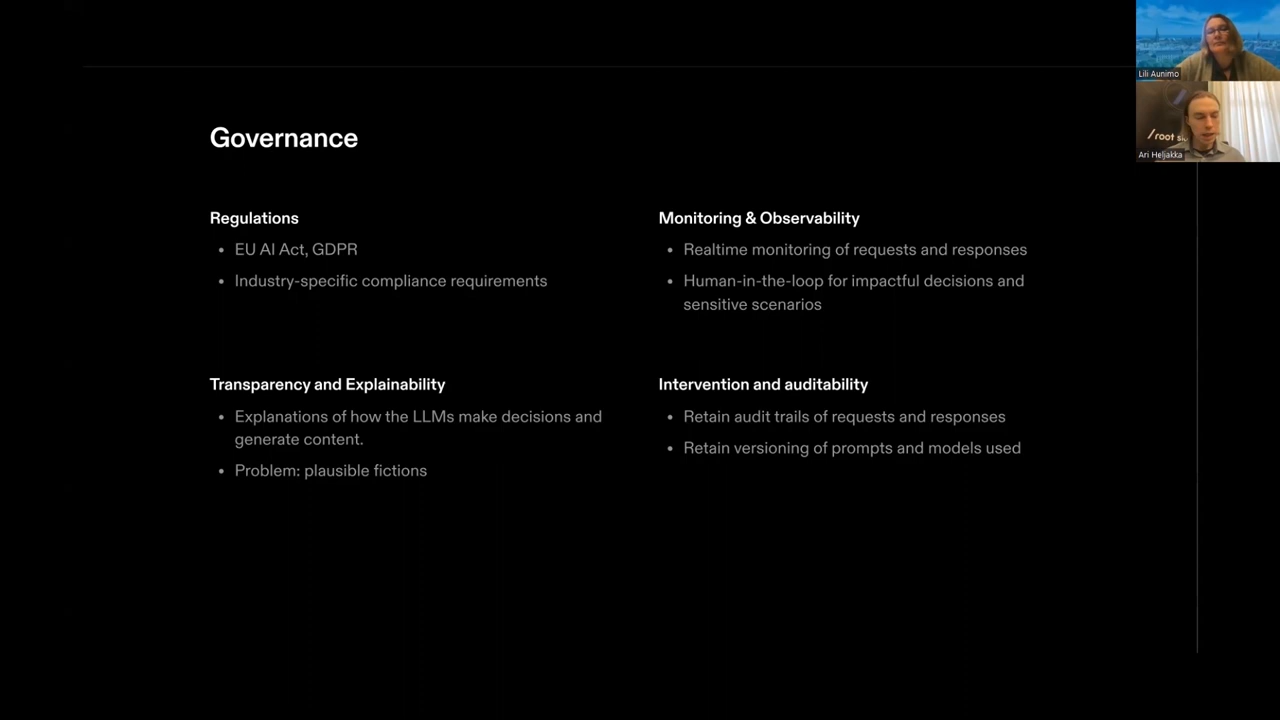 Governance
Regulations
• EU AI Act, GDPR
• Industry-specific compliance requirements
Monitoring & Observability
• Realtime monitoring of requests and responses
• Human-in-the-loop for impactful decisions and
sensitive scenarios
Transparency and Explainability
• Explanations of how the LLMs make decisions and
generate content.
• Problem: plausible fictions
Intervention and auditability
• Retain audit trails of requests and responses
• Retain versioning of prompts and models used
Lili Aunimo
/root
Ari Heljakka